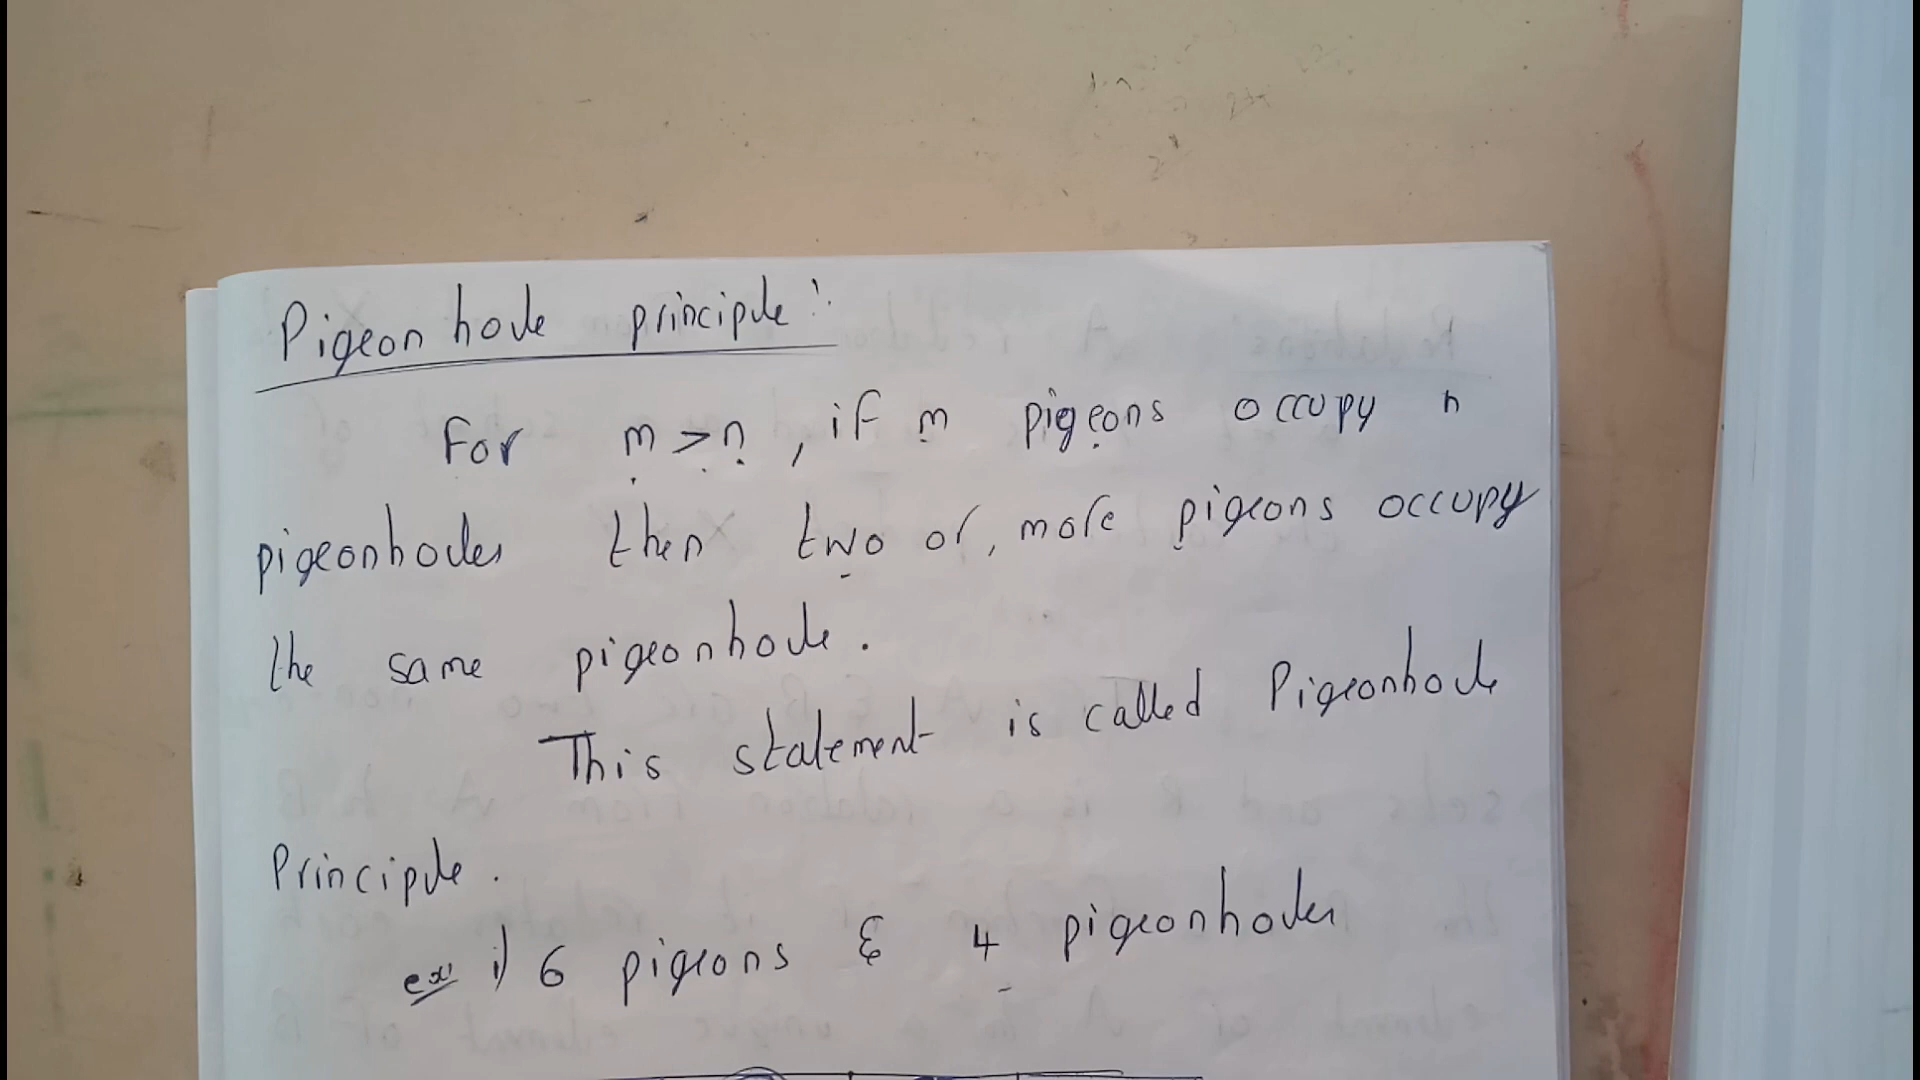 Pigeon hole principle:
For m > n, if m pigeons occupy n
pigeonholes then two or, more pigeons occupy
the same pigeonhole.
This statement is called Pigeonhole
Principle.
ex: i) 6 pigeons & 4 pigeonholes